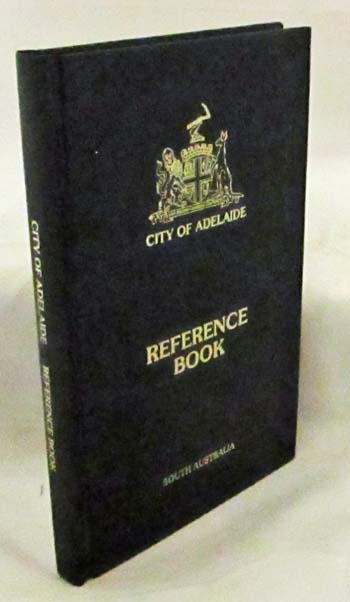 CITY OF ADELAIDE
REFERENCE
BOOK
SOUTH AUSTRALIA
CITY OF ADELAIDE REFERENCE BOOK